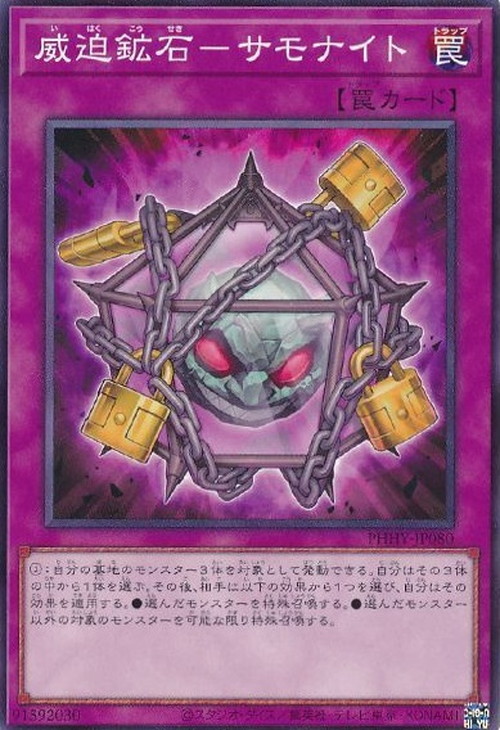 威迫鉱石－サモナイト
罠
【罠カード】
PHHY-JP080
①：自分の墓地のモンスター３体を対象として発動できる。自分はその３体
の中から１体を選ぶ。その後、相手に以下の効果から１つを選び、自分はその
効果を適用する。●選んだモンスターを特殊召喚する。●選んだモンスター
以外の対象のモンスターを可能な限り特殊召喚する。
91392030
©スタジオ・ダイス／集英社・テレビ東京・KONAMI